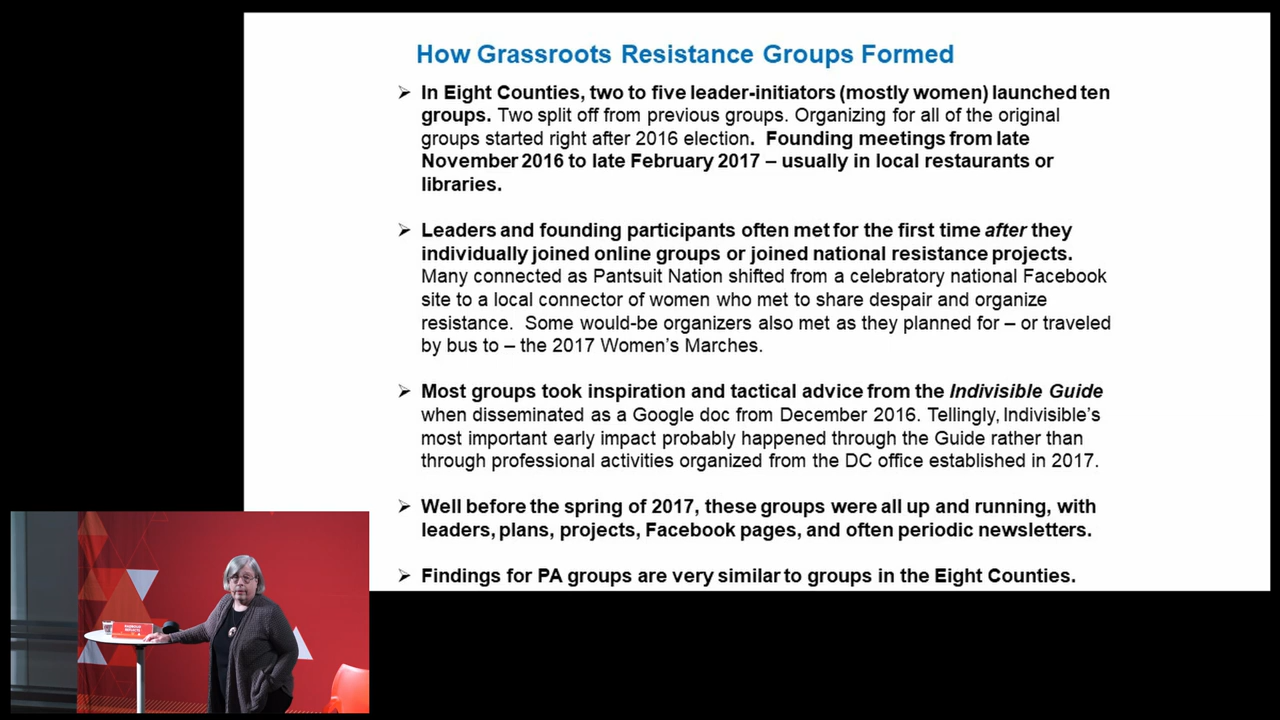 How Grassroots Resistance Groups Formed
➢ In Eight Counties, two to five leader-initiators (mostly women) launched ten
groups. Two split off from previous groups. Organizing for all of the original
groups started right after 2016 election. Founding meetings from late
November 2016 to late February 2017 – usually in local restaurants or
libraries.
➢ Leaders and founding participants often met for the first time after they
individually joined online groups or joined national resistance projects.
Many connected as Pantsuit Nation shifted from a celebratory national Facebook
site to a local connector of women who met to share despair and organize
resistance. Some would-be organizers also met as they planned for – or traveled
by bus to – the 2017 Women's Marches.
➢ Most groups took inspiration and tactical advice from the Indivisible Guide
when disseminated as a Google doc from December 2016. Tellingly, Indivisible's
most important early impact probably happened through the Guide rather than
through professional activities organized from the DC office established in 2017.
➢ Well before the spring of 2017, these groups were all up and running, with
leaders, plans, projects, Facebook pages, and often periodic newsletters.
➢ Findings for PA groups are very similar to groups in the Eight Counties.